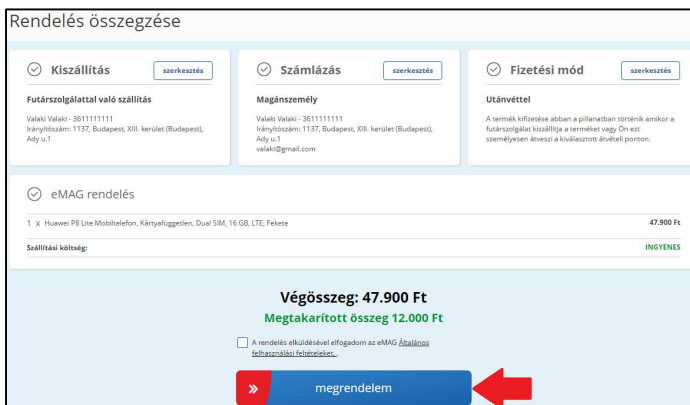 Rendelés összegzése
Kiszállítás
szerkesztés
Futárszolgálattal való szállítás
Valaki Valaki - 3611111111
Irányítószám: 1137, Budapest, XIII. kerület (Budapest),
Ady u.1
Számlázás
szerkesztés
Magánszemély
Valaki Valaki - 3611111111
Irányítószám: 1137, Budapest, XIII. kerület (Budapest),
Ady u.1
valaki@gmail.com
Fizetési mód
szerkesztés
Utánvéttel
A termék kifizetése abban a pillanatban történik amikor a
futárszolgálat kiszállítja a terméket vagy Ön ezt
személyesen átveszi a kiválasztott átvételi ponton.
eMAG rendelés
1 x Huawei P8 Lite Mobiltelefon, Kártyafüggetlen, Dual SIM, 16 GB, LTE, Fekete 47.900 Ft
Szállítási költség: INGYENES
Végösszeg: 47.900 Ft
Megtakarított összeg 12.000 Ft
A rendelés elküldésével elfogadom az eMAG Általános
felhasználási feltételeket. .
» megrendelem